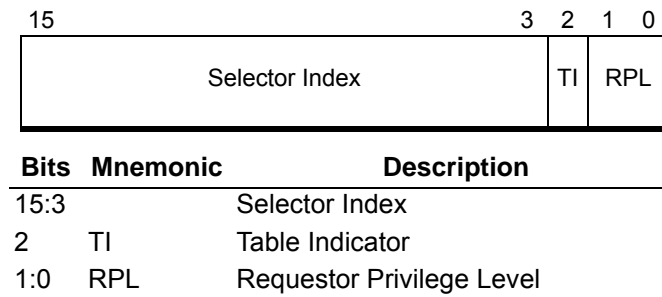 15 3 2 1 0
Selector Index TI RPL
Bits Mnemonic Description
15:3 Selector Index
2 TI Table Indicator
1:0 RPL Requestor Privilege Level